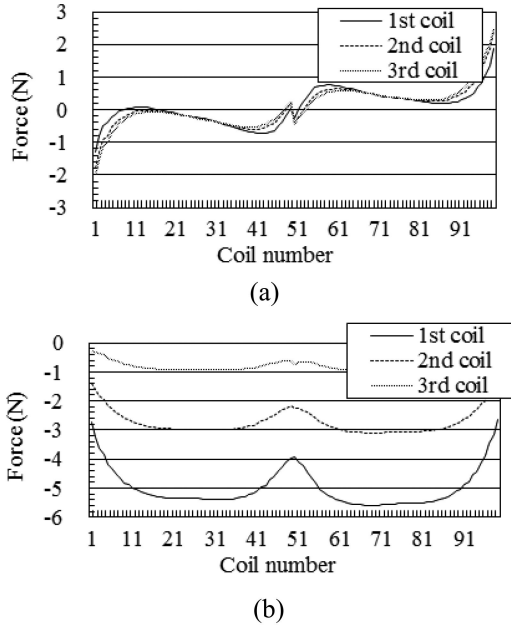 3
2
1
0
-1
-2
-3
Force (N)
1st coil
2nd coil
3rd coil
1 11 21 31 41 51 61 71 81 91
Coil number
(a)
0
-1
-2
-3
-4
-5
-6
Force (N)
1st coil
2nd coil
3rd coil
1 11 21 31 41 51 61 71 81 91
Coil number
(b)